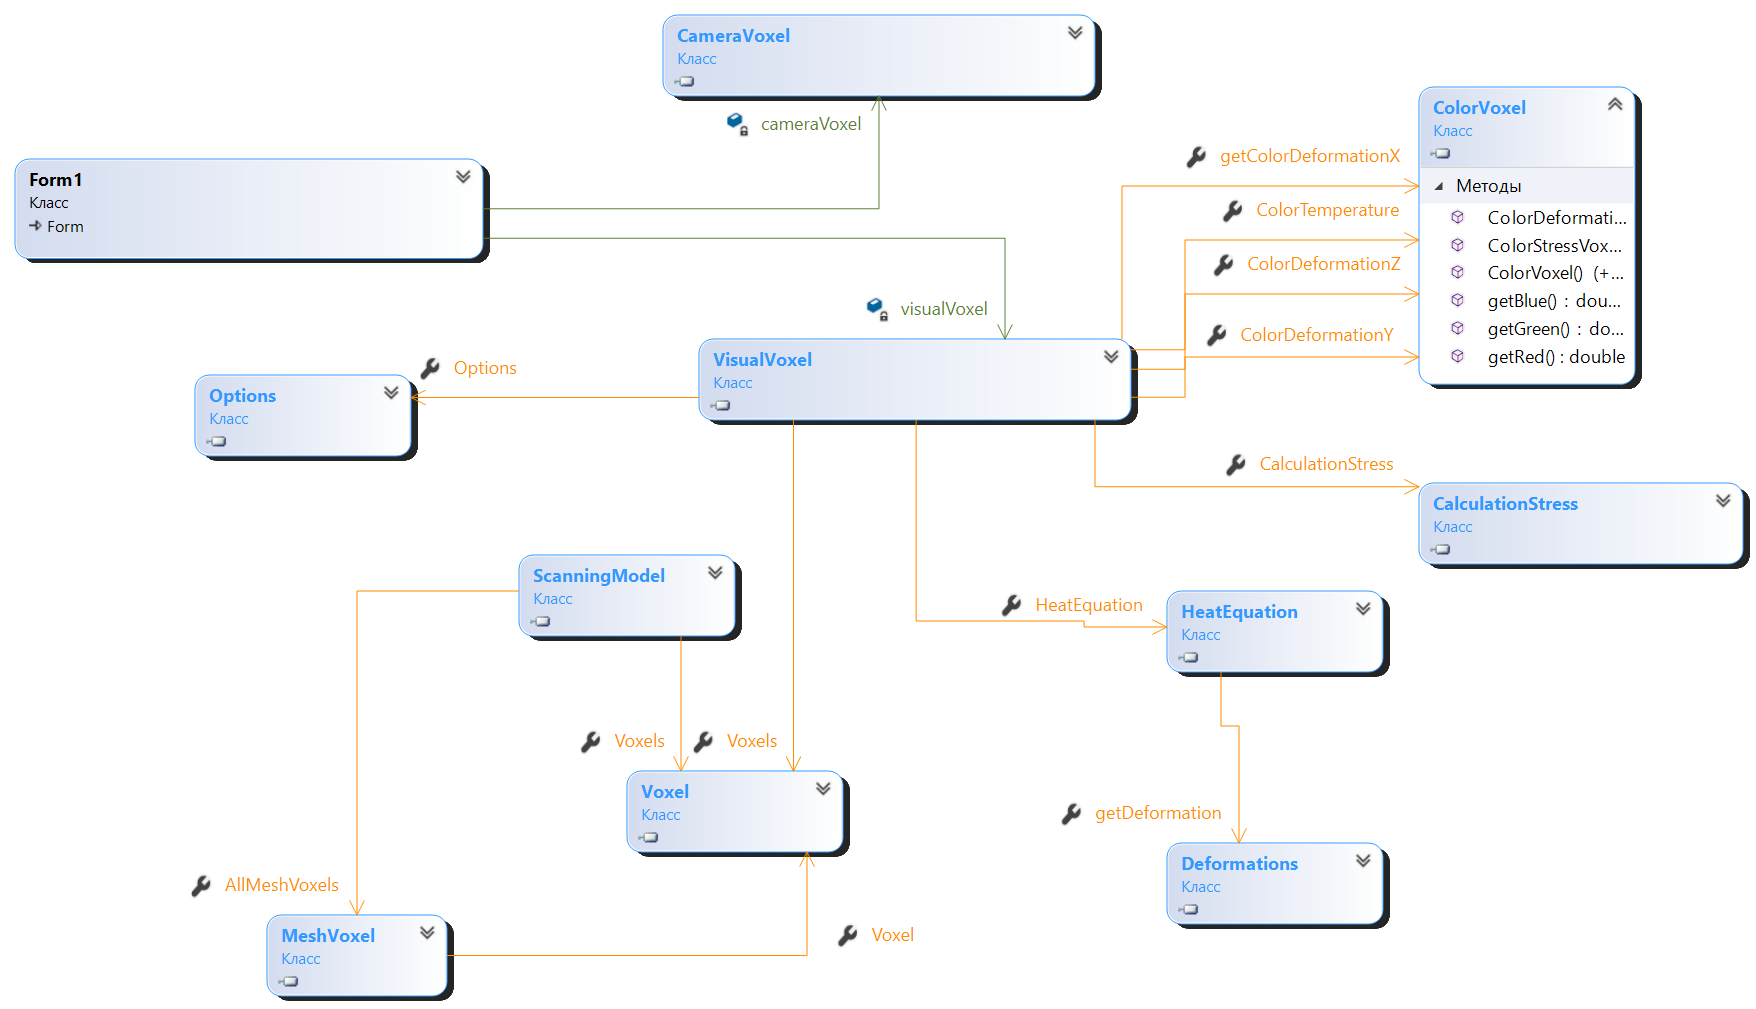 CameraVoxel
Класс
cameraVoxel
ColorVoxel
Класс
Методы
ColorDeformati...
ColorStressVox...
ColorVoxel() (+...
getBlue() : dou...
getGreen() : do...
getRed() : double
getColorDeformationX
ColorTemperature
ColorDeformationZ
ColorDeformationY
Form1
Класс
Form
visualVoxel
VisualVoxel
Класс
Options
Options
Класс
CalculationStress
CalculationStress
Класс
ScanningModel
Класс
HeatEquation
HeatEquation
Класс
Voxels
Voxels
Voxel
Класс
getDeformation
Deformations
Класс
AllMeshVoxels
MeshVoxel
Класс
Voxel